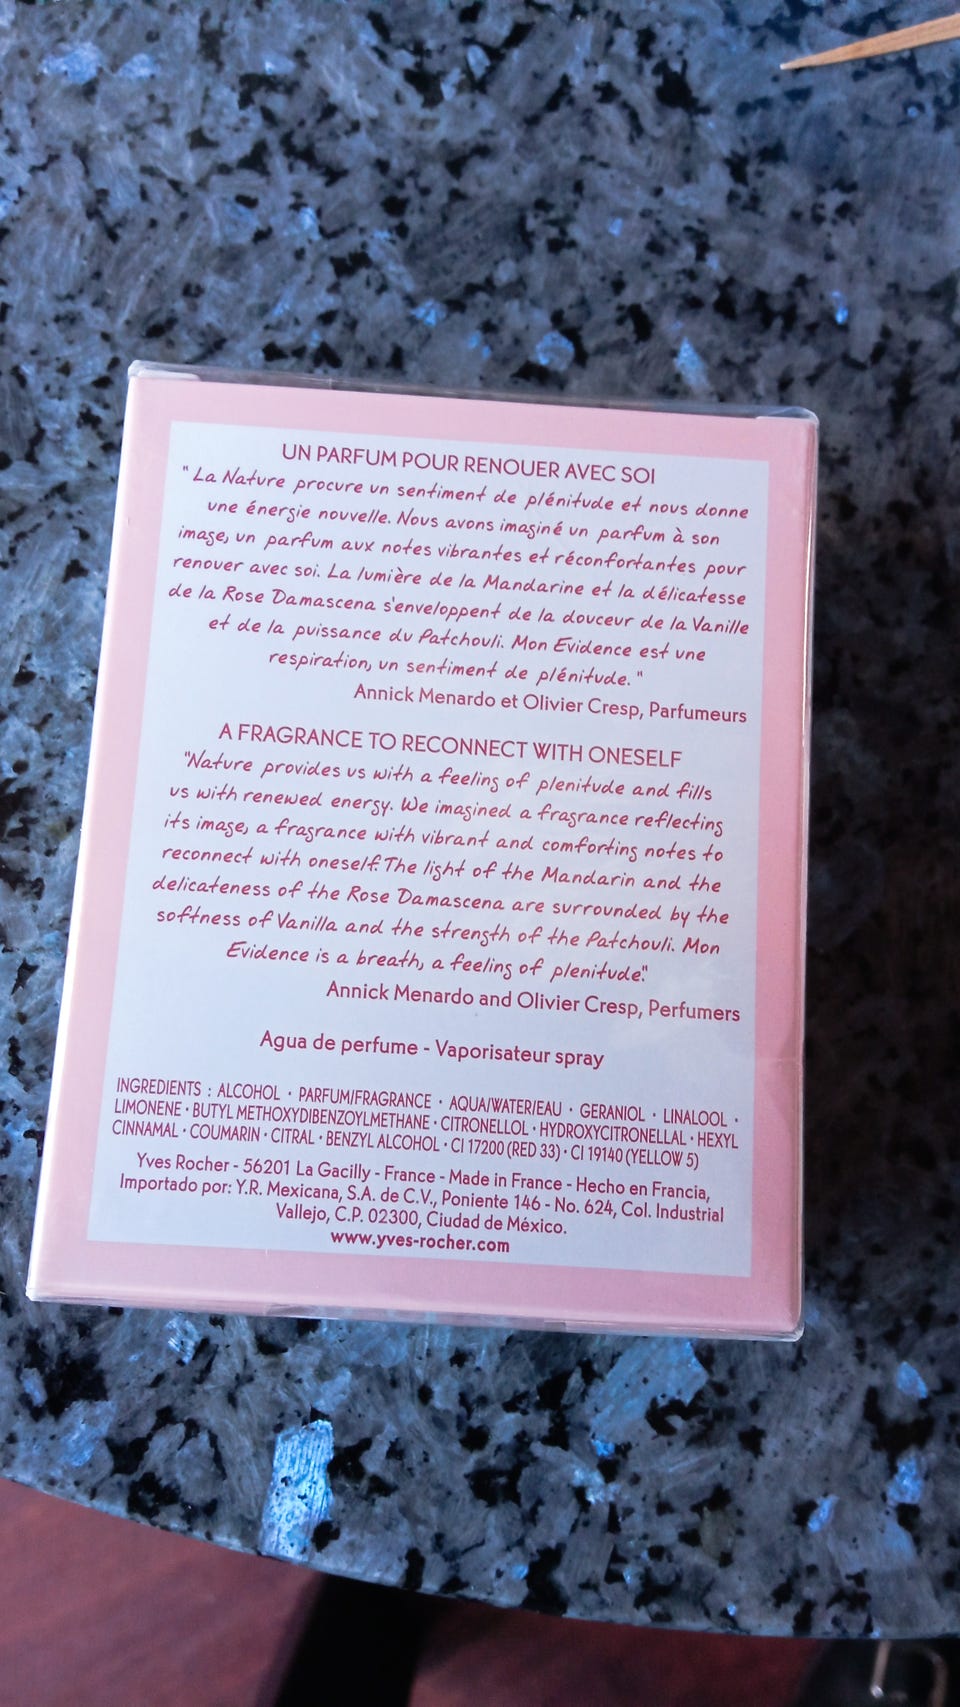 UN PARFUM POUR RENOUER AVEC SOI
" La Nature procure un sentiment de plénitude et nous donne
une énergie nouvelle. Nous avons imaginé un parfum à son
image, un parfum aux notes vibrantes et réconfortantes pour
renouer avec soi. La lumière de la Mandarine et la délicatesse
de la Rose Damascena s'enveloppent de la douceur de la Vanille
et de la puissance du Patchouli. Mon Evidence est une
respiration, un sentiment de plénitude. "
Annick Menardo et Olivier Cresp, Parfumeurs
A FRAGRANCE TO RECONNECT WITH ONESELF
"Nature provides us with a feeling of plenitude and fills
us with renewed energy. We imagined a fragrance reflecting
its image, a fragrance with vibrant and comforting notes to
reconnect with oneself. The light of the Mandarin and the
delicateness of the Rose Damascena are surrounded by the
softness of Vanilla and the strength of the Patchouli. Mon
Evidence is a breath, a feeling of plenitude."
Annick Menardo and Olivier Cresp, Perfumers
Agua de perfume - Vaporisateur spray
INGREDIENTS : ALCOHOL · PARFUM/FRAGRANCE · AQUA/WATER/EAU · GERANIOL · LINALOOL ·
LIMONENE · BUTYL METHOXYDIBENZOYLMETHANE · CITRONELLOL · HYDROXYCITRONELLAL · HEXYL
CINNAMAL · COUMARIN · CITRAL · BENZYL ALCOHOL · CI 17200 (RED 33) · CI 19140 (YELLOW 5)
Yves Rocher - 56201 La Gacilly - France - Made in France - Hecho en Francia,
Importado por: Y.R. Mexicana, S.A. de C.V., Poniente 146 - No. 624, Col. Industrial
Vallejo, C.P. 02300, Ciudad de México.
www.yves-rocher.com